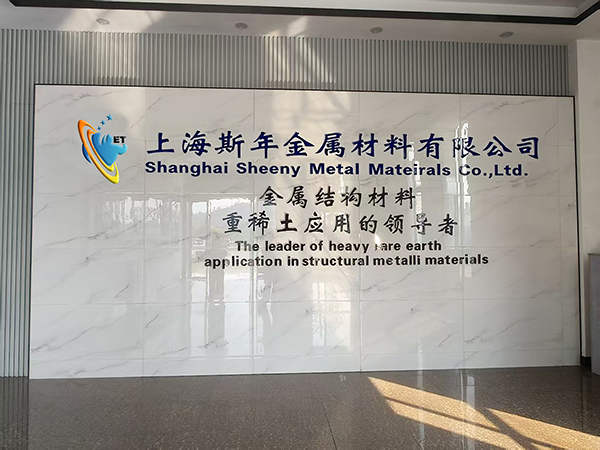 ET
上海斯年金属材料有限公司
Shanghai Sheeny Metal Mateirals Co.,Ltd.
金属结构材料
重稀土应用的领导者
The leader of heavy rare earth
application in structural metalli materials